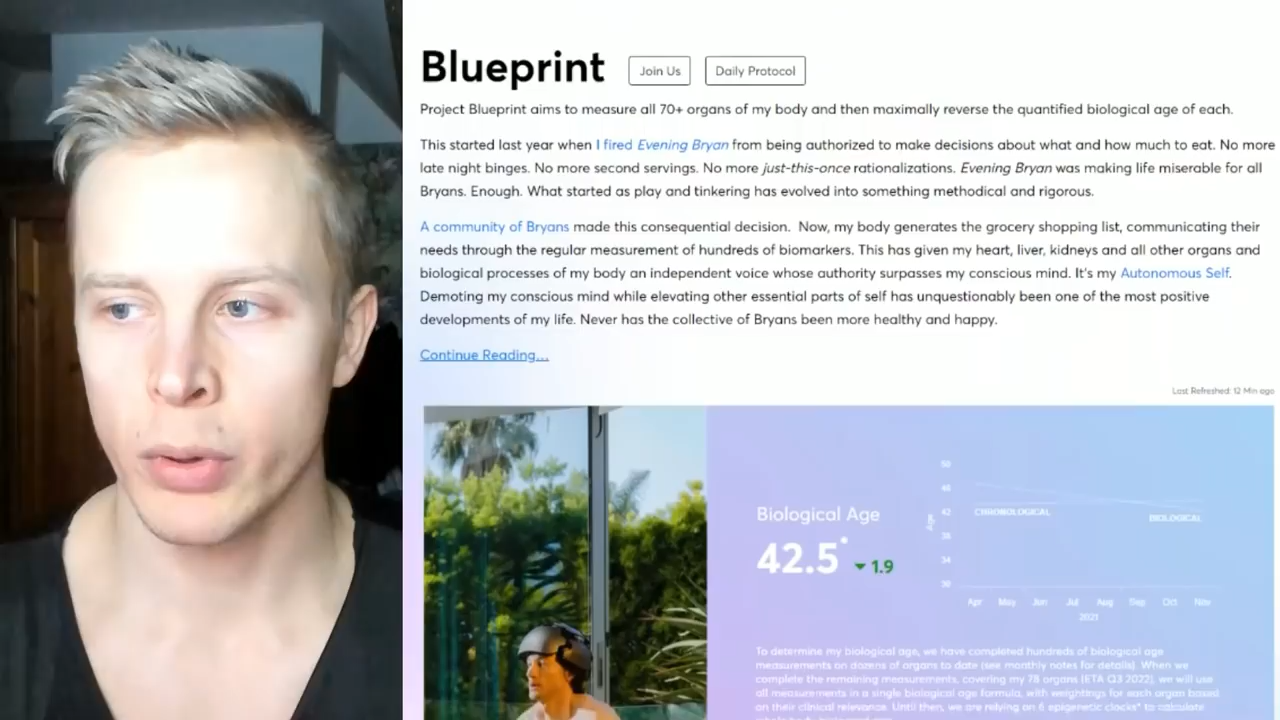 Blueprint
Join Us
Daily Protocol
Project Blueprint aims to measure all 70+ organs of my body and then maximally reverse the quantified biological age of each.
This started last year when I fired Evening Bryan from being authorized to make decisions about what and how much to eat. No more
late night binges. No more second servings. No more just-this-once rationalizations. Evening Bryan was making life miserable for all
Bryans. Enough. What started as play and tinkering has evolved into something methodical and rigorous.
A community of Bryans made this consequential decision. Now, my body generates the grocery shopping list, communicating their
needs through the regular measurement of hundreds of biomarkers. This has given my heart, liver, kidneys and all other organs and
biological processes of my body an independent voice whose authority surpasses my conscious mind. It's my Autonomous Self.
Demoting my conscious mind while elevating other essential parts of self has unquestionably been one of the most positive
developments of my life. Never has the collective of Bryans been more healthy and happy.
Continue Reading...
Last Refreshed: 12 Min ago
Biological Age
42.5*
1.9
Age
50
46
42
38
34
30
CHRONOLOGICAL
BIOLOGICAL
Apr May Jun Jul Aug Sep Oct Nov
2021
To determine my biological age, we have completed hundreds of biological age
measurements on dozens of organs to date (see monthly notes for details). When we
complete the remaining measurements, covering my 78 organs (ETA Q3 2022), we will use
all measurements in a single biological age formula, with weightings for each organ based
on their clinical relevance. Until then, we are relying on 6 epigenetic clocks* to calculate